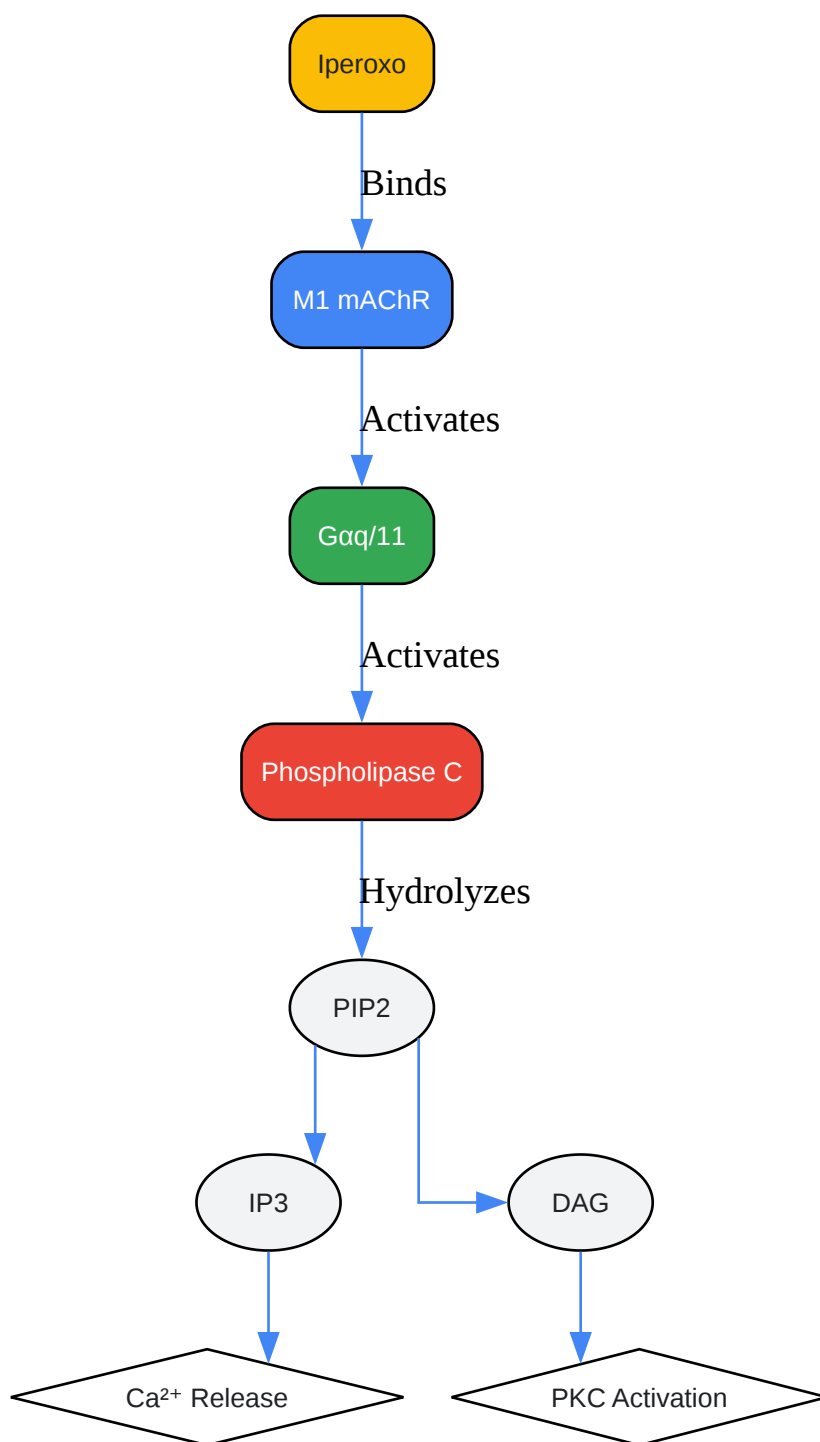 Iperoxo
Binds
M1 mAChR
Activates
Gαq/11
Activates
Phospholipase C
Hydrolyzes
PIP2
IP3
DAG
Ca²⁺ Release
PKC Activation